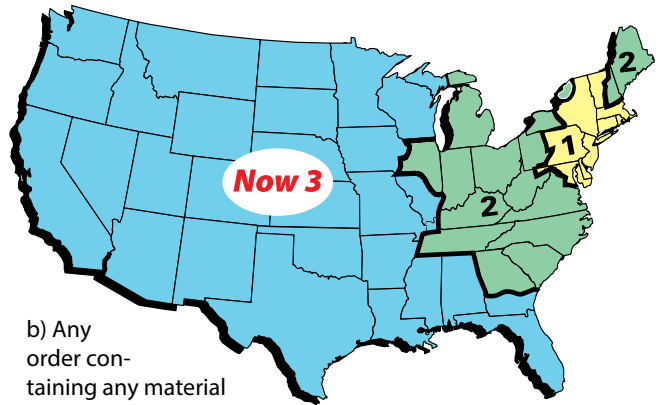 2
1
Now 3
2
b) Any
order con-
taining any material